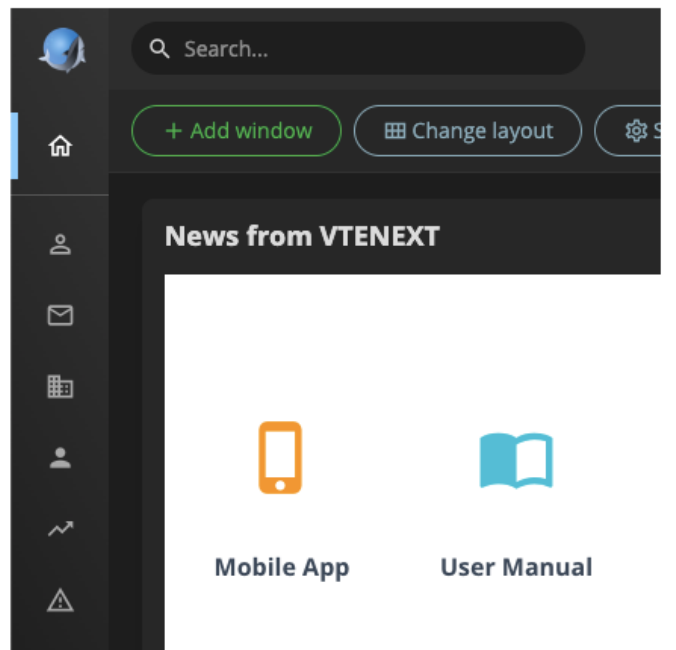 Search...
+ Add window
Change layout
News from VTENEXT
Mobile App
User Manual